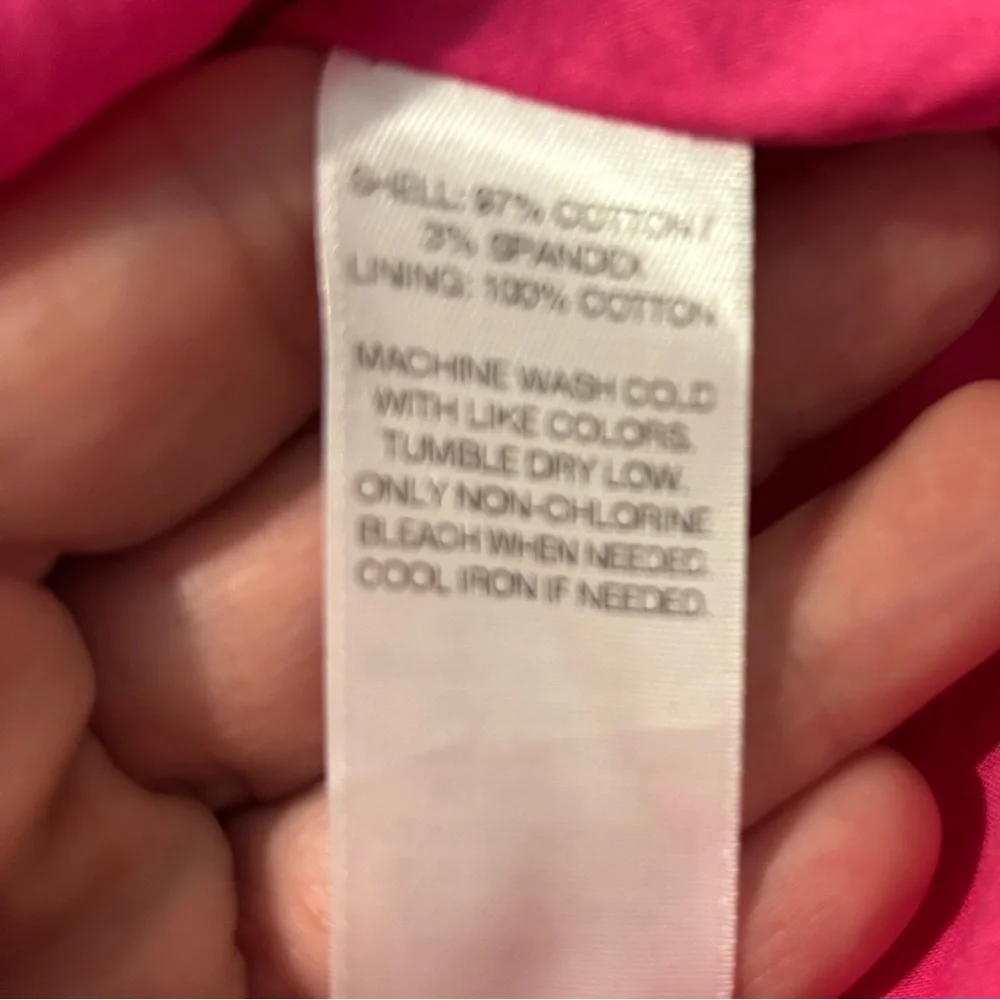 SHELL: 97% COTTON /
3% SPANDEX
LINING: 100% COTTON
MACHINE WASH COLD
WITH LIKE COLORS.
TUMBLE DRY LOW.
ONLY NON-CHLORINE
BLEACH WHEN NEEDED.
COOL IRON IF NEEDED.